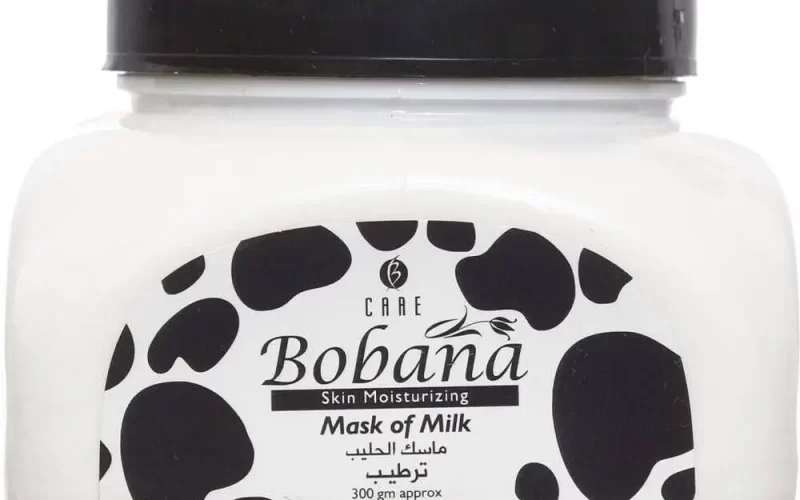 B
CARE
Bobana
Skin Moisturizing
Mask of Milk
ماسك الحليب
ترطيب
300 gm approx